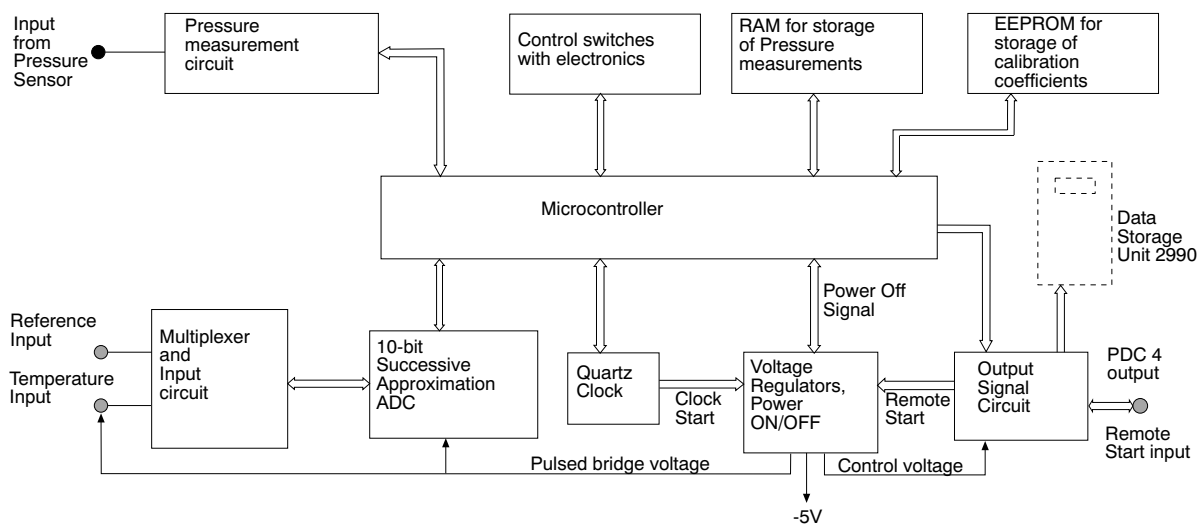 Input
from
Pressure
Sensor
Pressure
measurement
circuit
Control switches
with electronics
RAM for storage
of Pressure
measurements
EEPROM for
storage of
calibration
coefficients
Microcontroller
Data
Storage
Unit 2990
Power Off
Signal
Reference
Input
Temperature
Input
Multiplexer
and
Input
circuit
10-bit
Successive
Approximation
ADC
Quartz
Clock
Clock
Start
Voltage
Regulators,
Power
ON/OFF
Remote
Start
Output
Signal
Circuit
PDC 4
output
Remote
Start input
Pulsed bridge voltage
Control voltage
-5V